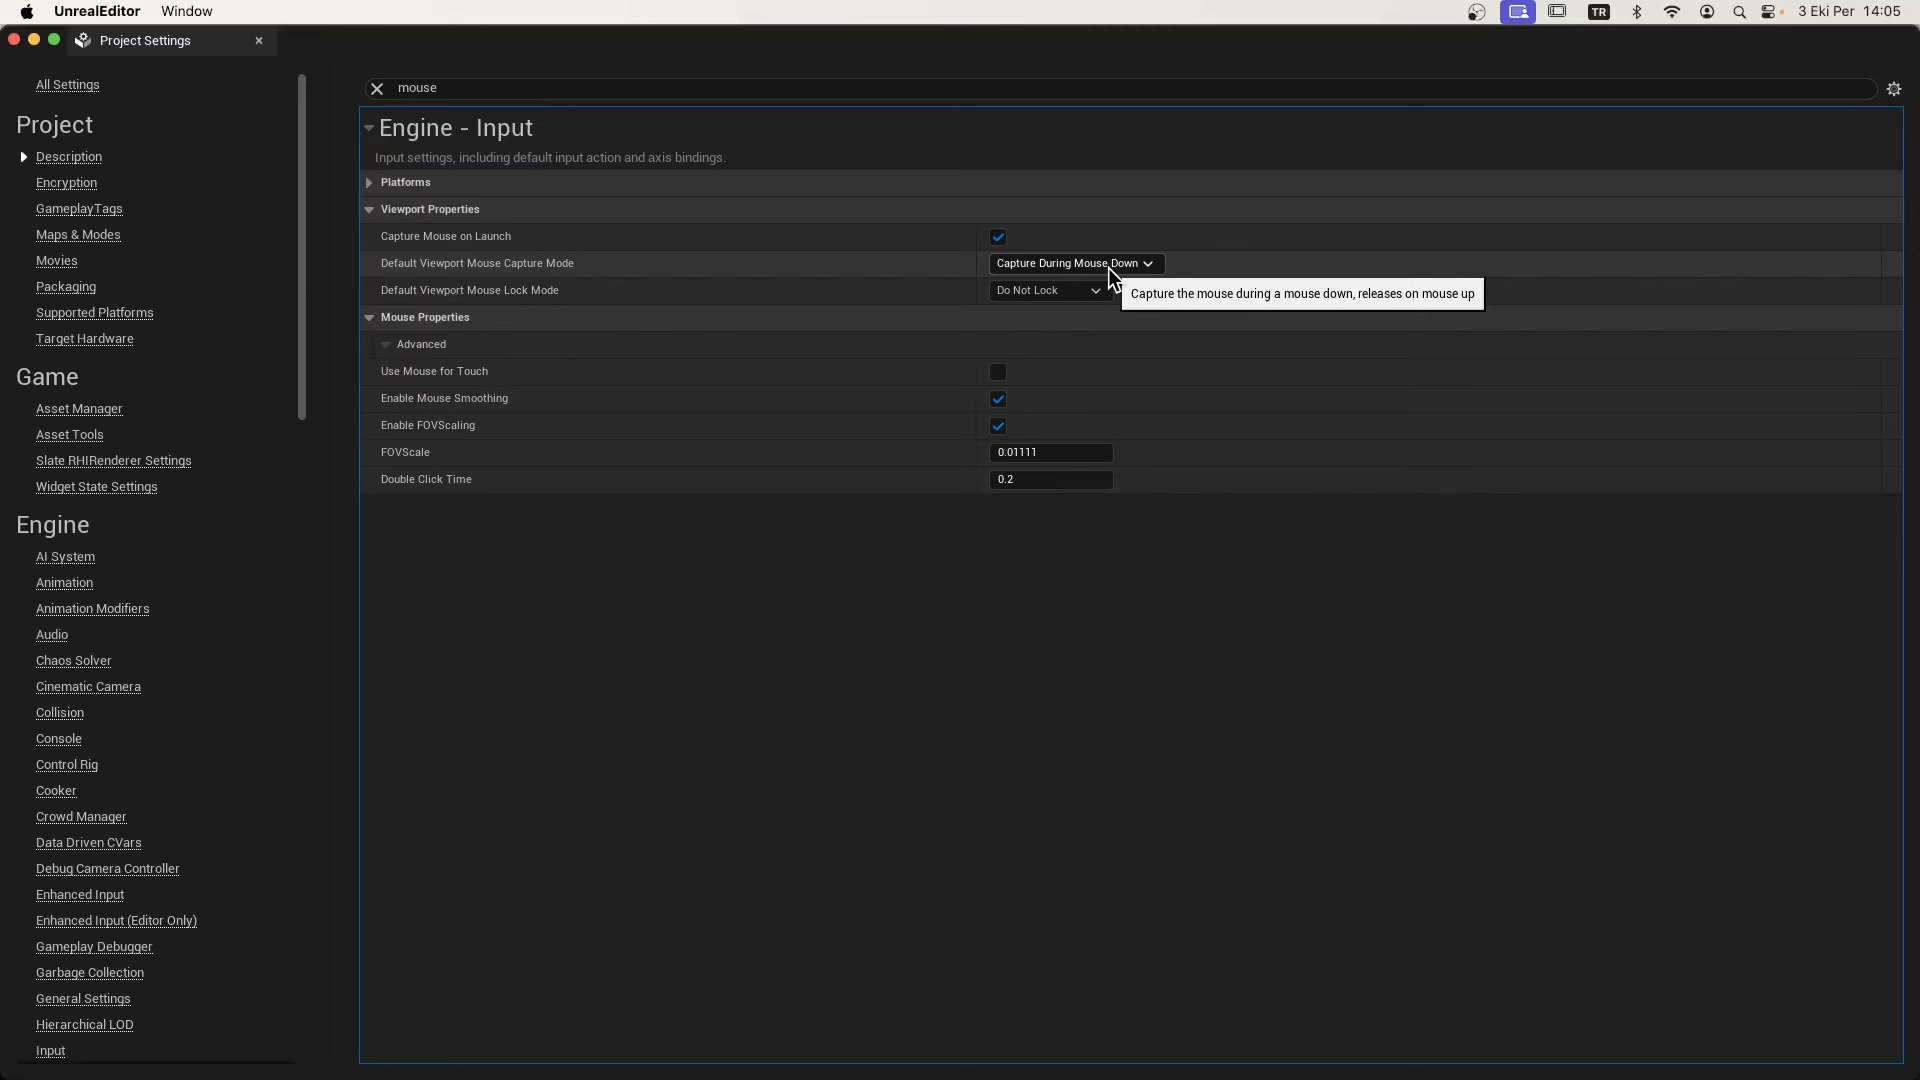 UnrealEditor Window
TR
3 Eki Per 14:05
Project Settings
All Settings
Project
Description
Encryption
GameplayTags
Maps & Modes
Movies
Packaging
Supported Platforms
Target Hardware
Game
Asset Manager
Asset Tools
Slate RHIRenderer Settings
Widget State Settings
Engine
AI System
Animation
Animation Modifiers
Audio
Chaos Solver
Cinematic Camera
Collision
Console
Control Rig
Cooker
Crowd Manager
Data Driven CVars
Debug Camera Controller
Enhanced Input
Enhanced Input (Editor Only)
Gameplay Debugger
Garbage Collection
General Settings
Hierarchical LOD
Input
mouse
Engine - Input
Input settings, including default input action and axis bindings.
Platforms
Viewport Properties
Capture Mouse on Launch
Default Viewport Mouse Capture Mode Capture During Mouse Down
Default Viewport Mouse Lock Mode Do Not Lock
Capture the mouse during a mouse down, releases on mouse up
Mouse Properties
Advanced
Use Mouse for Touch
Enable Mouse Smoothing
Enable FOVScaling
FOVScale 0.01111
Double Click Time 0.2